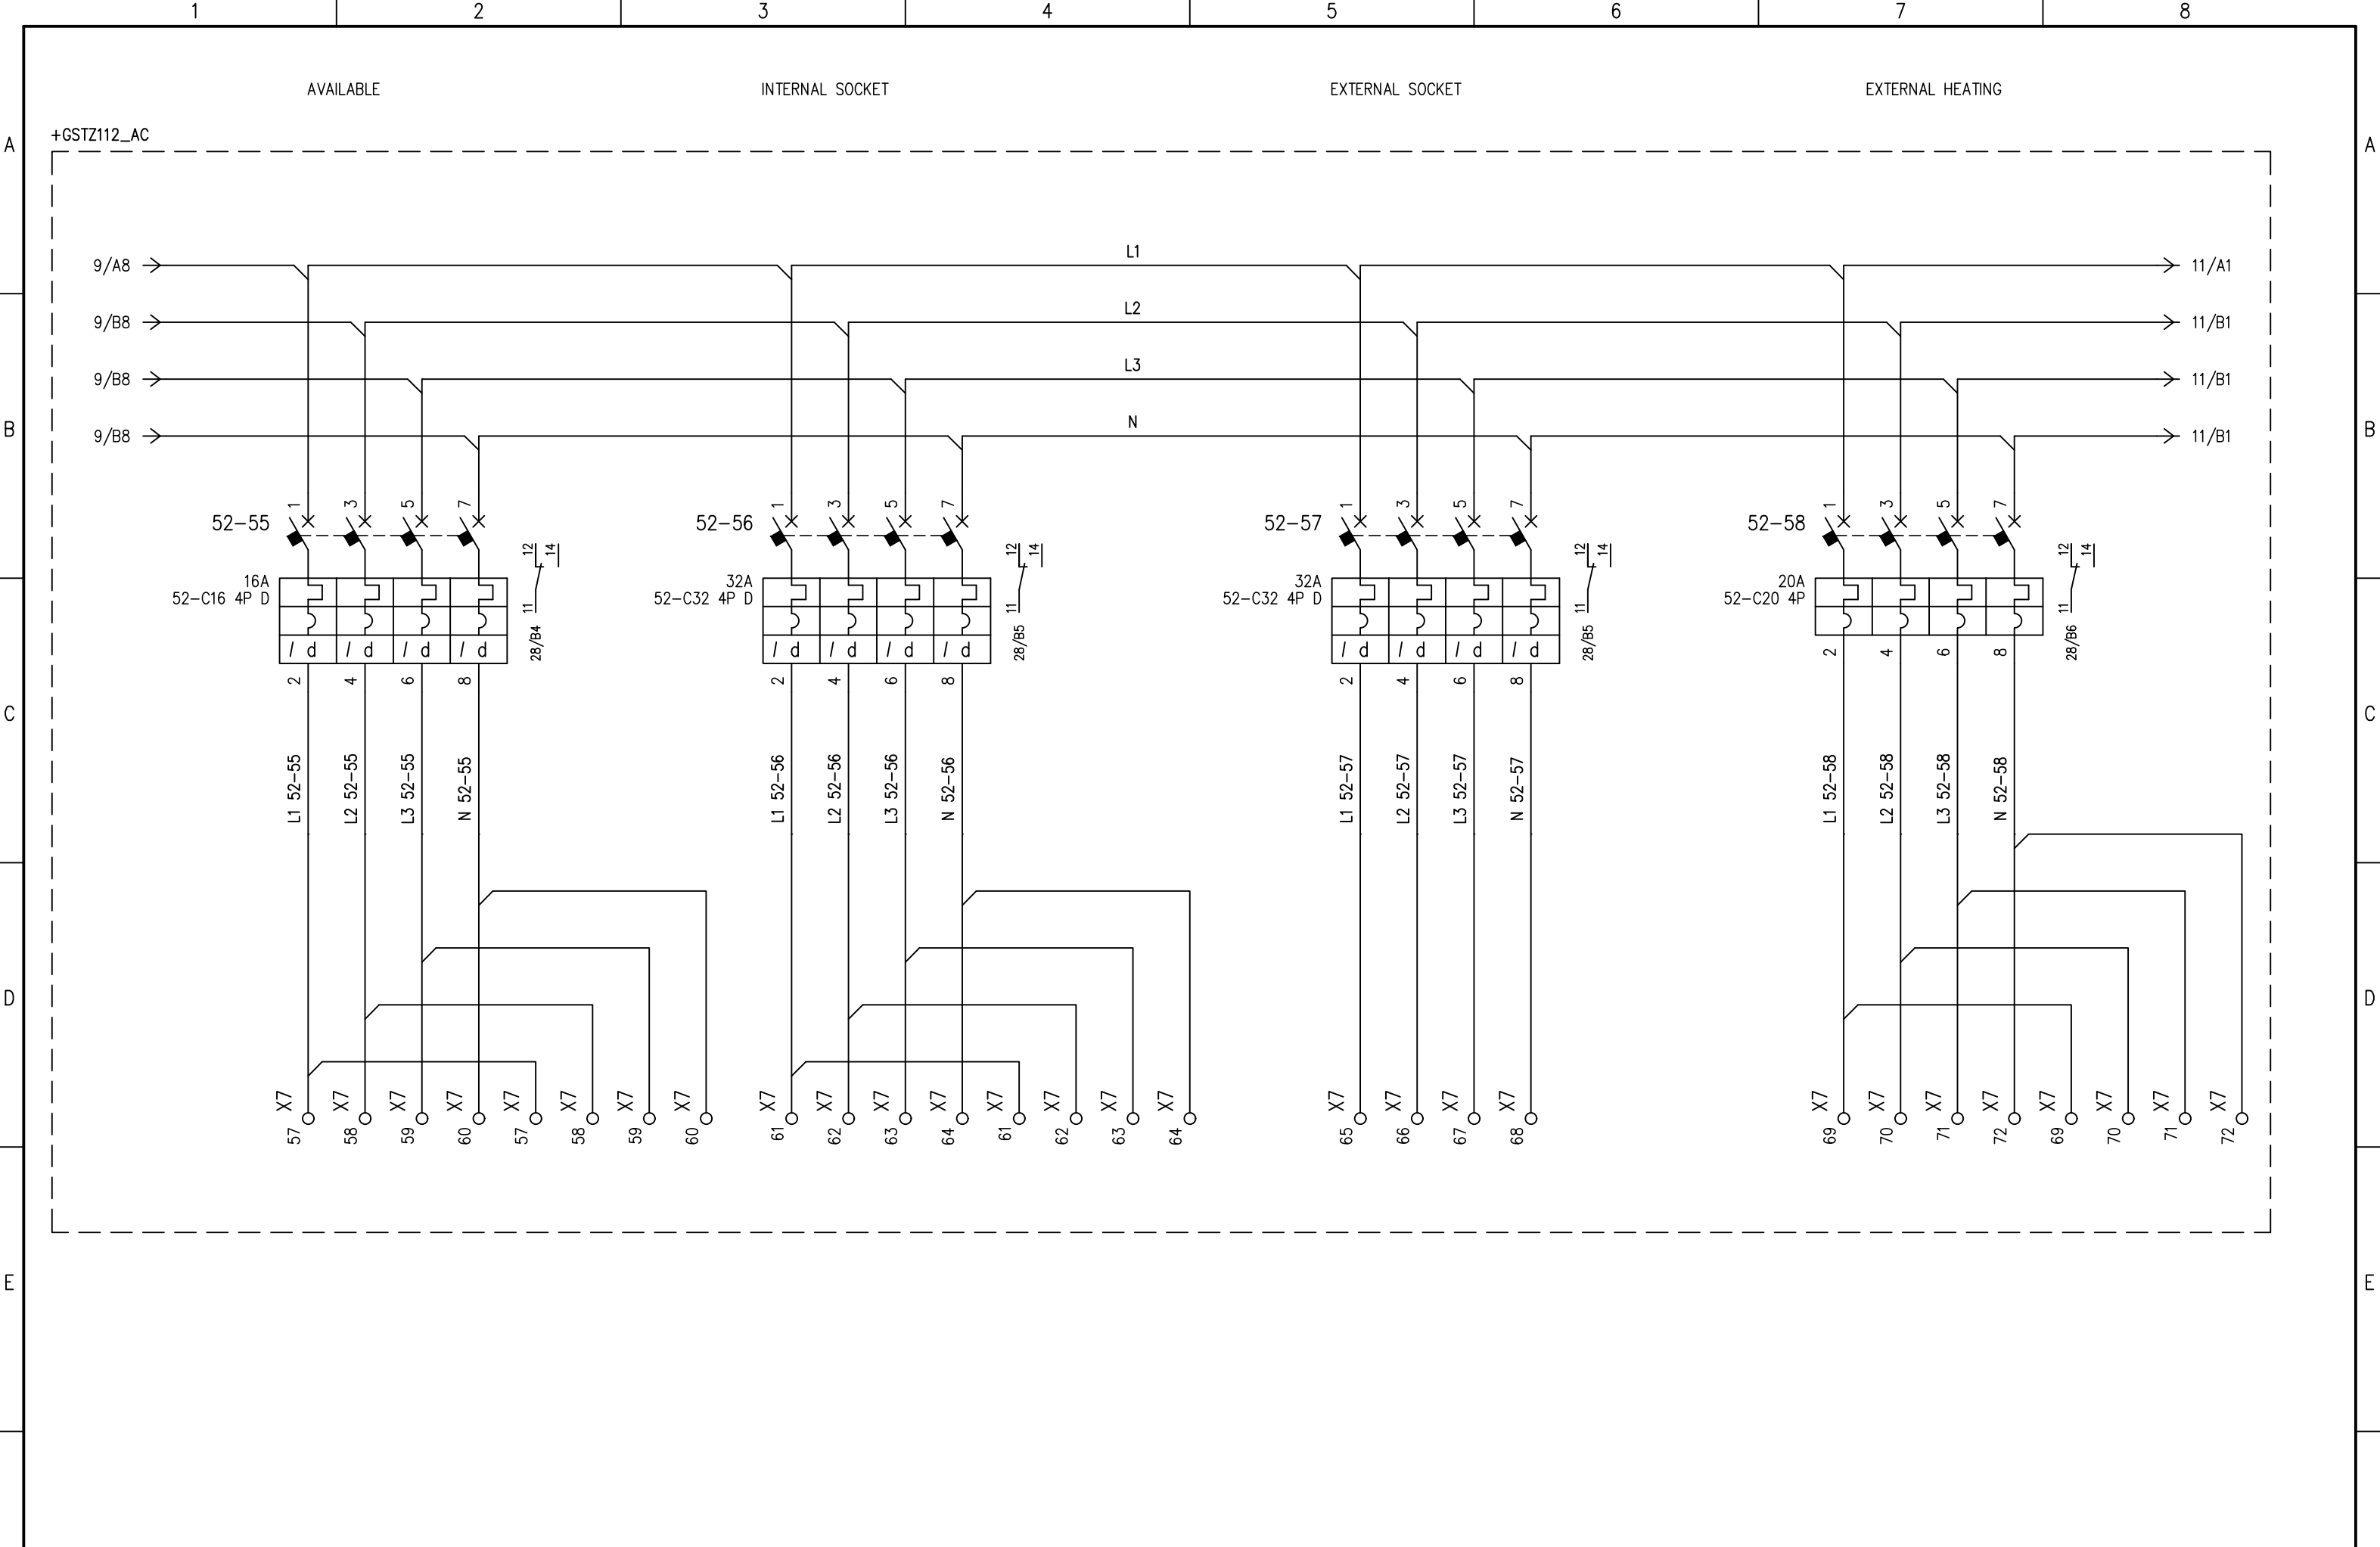 1 2 3 4 5 6 7 8
AVAILABLE INTERNAL SOCKET EXTERNAL SOCKET EXTERNAL HEATING
+GSTZ112_AC
A A
L1
9/A8 11/A1
L2
9/B8 11/B1
L3
9/B8 11/B1
N
B B
9/B8 11/B1
1 3 5 7 1 3 5 7 1 3 5 7 1 3 5 7
52-55 52-56 52-57 52-58
12 14 12 14 12 14 12 14
16A 32A 32A 20A
52-C16 4P D 52-C32 4P D 52-C32 4P D 52-C20 4P
11 11 11 11
28/B4 28/B5 28/B5 28/B6
I d I d I d I d I d I d I d I d I d I d I d I d
2 4 6 8 2 4 6 8 2 4 6 8 2 4 6 8
C C
L1 52-55 L2 52-55 L3 52-55 N 52-55 L1 52-56 L2 52-56 L3 52-56 N 52-56 L1 52-57 L2 52-57 L3 52-57 N 52-57 L1 52-58 L2 52-58 L3 52-58 N 52-58
D D
X7 X7 X7 X7 X7 X7 X7 X7 X7 X7 X7 X7 X7 X7 X7 X7 X7 X7 X7 X7 X7 X7 X7 X7 X7 X7 X7 X7
57 58 59 60 57 58 59 60 61 62 63 64 61 62 63 64 65 66 67 68 69 70 71 72 69 70 71 72
E E